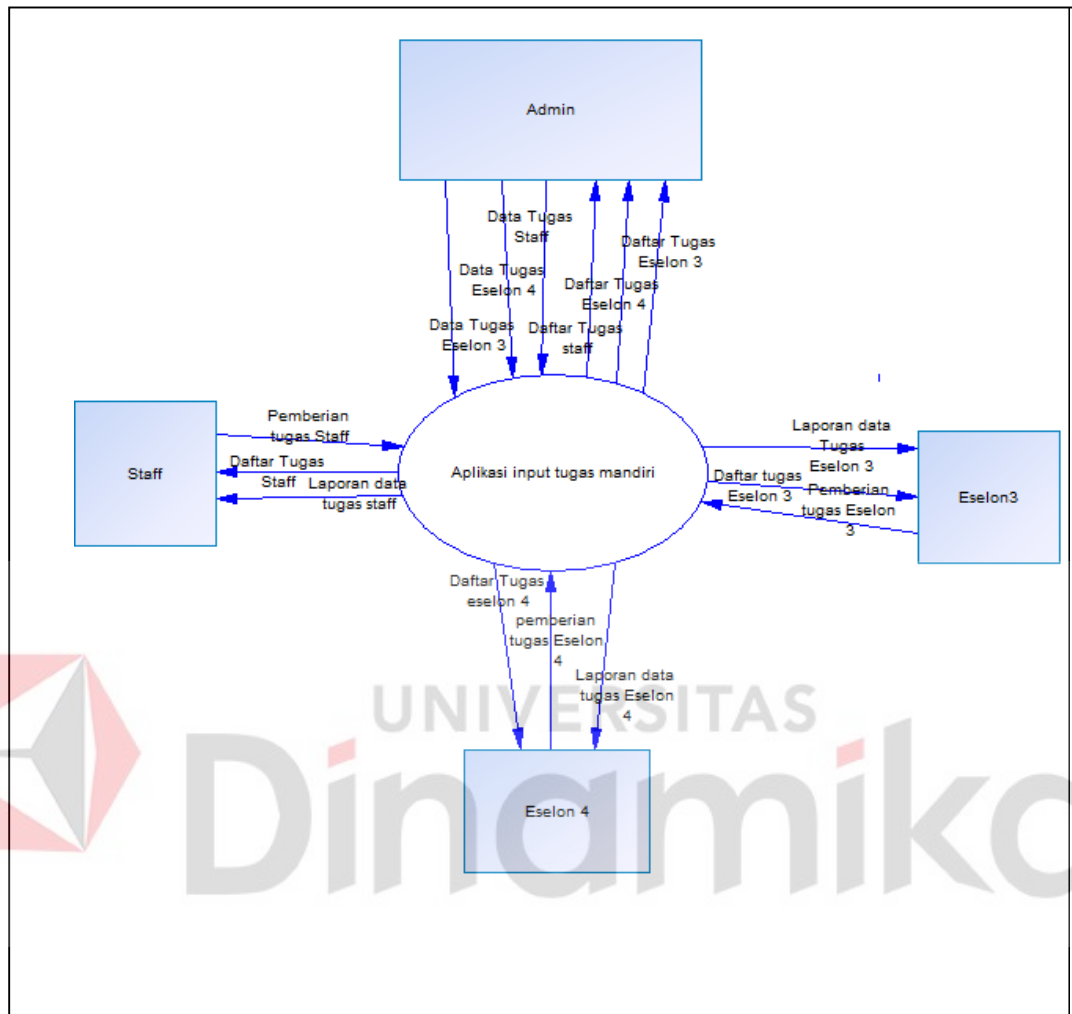 Admin
Data Tugas
Staff
Daftar Tugas
Eselon 3
Data Tugas
Eselon 4
Daftar Tugas
Eselon 4
Data Tugas
Eselon 3
Daftar Tugas
staff
Pemberian
tugas Staff
Daftar Tugas
Staff
Laporan data
tugas staff
Staff
Aplikasi input tugas mandiri
Laporan data
Tugas
Eselon 3
Daftar tugas
Eselon 3
Pemberian
tugas Eselon
3
Eselon3
Daftar Tugas
eselon 4
pemberian
tugas Eselon
4
Laporan data
tugas Eselon
4
Eselon 4
UNIVERSITAS
Dinamika